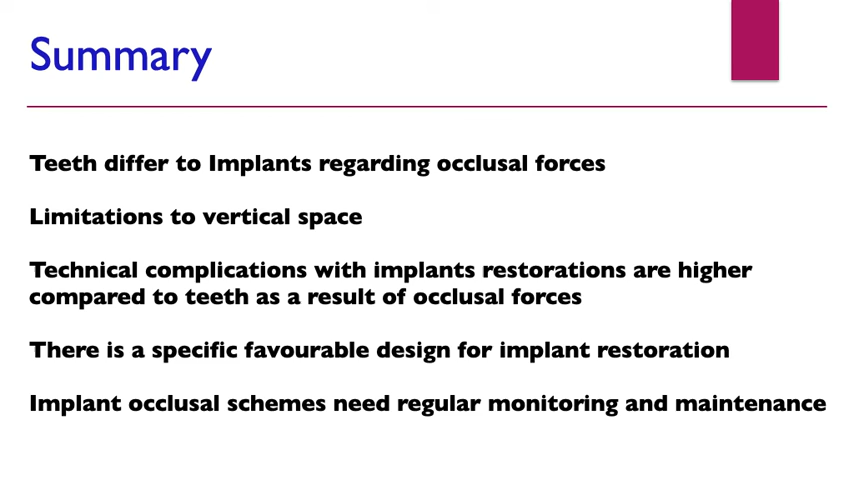 Summary
Teeth differ to Implants regarding occlusal forces
Limitations to vertical space
Technical complications with implants restorations are higher
compared to teeth as a result of occlusal forces
There is a specific favourable design for implant restoration
Implant occlusal schemes need regular monitoring and maintenance